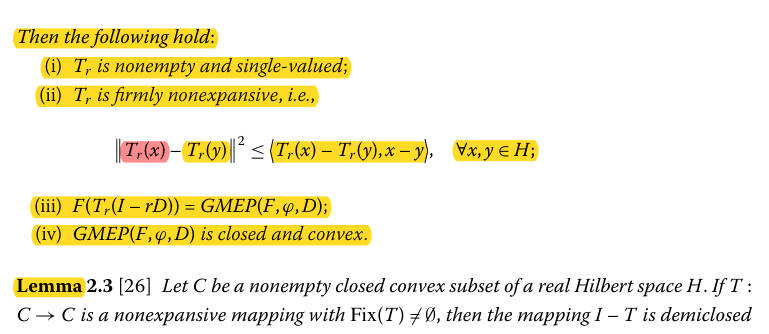 Then the following hold:
(i) T_r is nonempty and single-valued;
(ii) T_r is firmly nonexpansive, i.e.,
‖T_r(x) – T_r(y)‖² ≤ ⟨T_r(x) – T_r(y), x – y⟩, ∀x, y ∈ H;
(iii) F(T_r(I – rD)) = GMEP(F, φ, D);
(iv) GMEP(F, φ, D) is closed and convex.
Lemma 2.3 [26] Let C be a nonempty closed convex subset of a real Hilbert space H. If T :
C → C is a nonexpansive mapping with Fix(T) ≠ ∅, then the mapping I – T is demiclosed